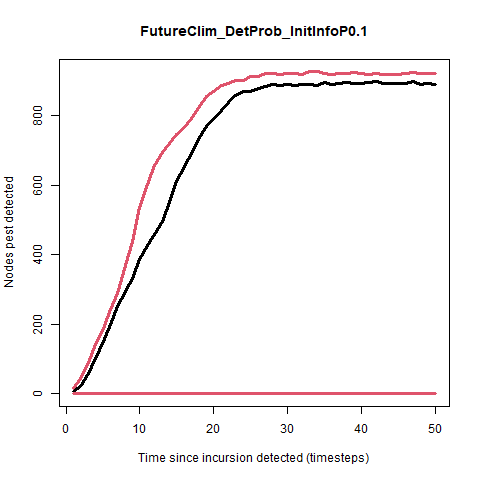 FutureClim_DetProb_InitInfoP0.1
Nodes pest detected
800
600
400
200
0
0 10 20 30 40 50
Time since incursion detected (timesteps)